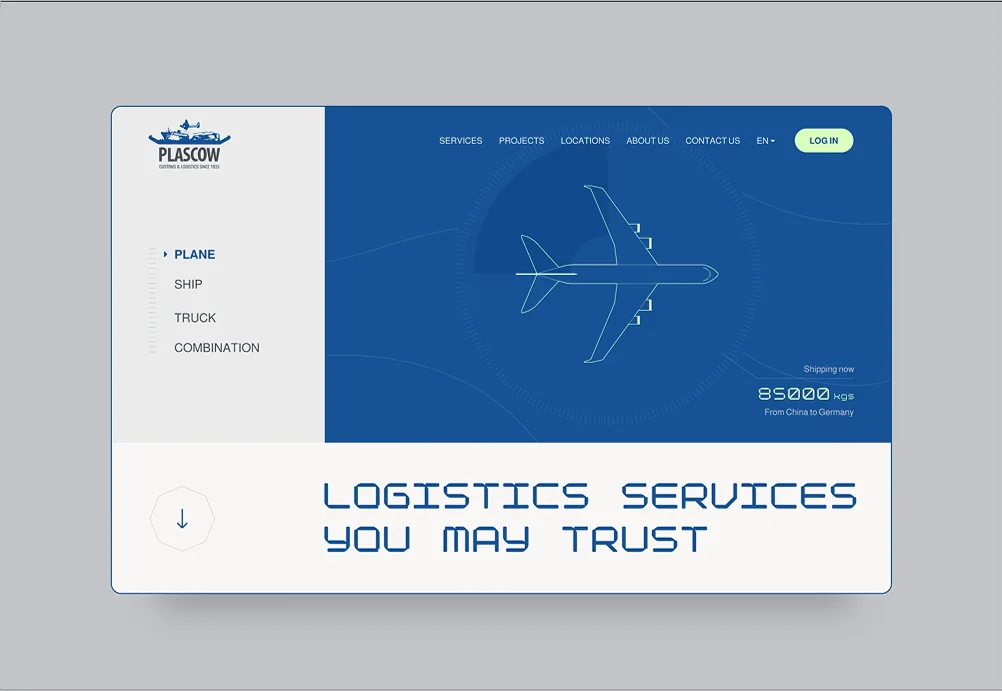 PLASCOW
CUSTOMS & LOGISTICS SINCE 1933
SERVICES PROJECTS LOCATIONS ABOUT US CONTACT US EN LOG IN
PLANE
SHIP
TRUCK
COMBINATION
Shipping now
85000 kgs
From China to Germany
LOGISTICS SERVICES
YOU MAY TRUST